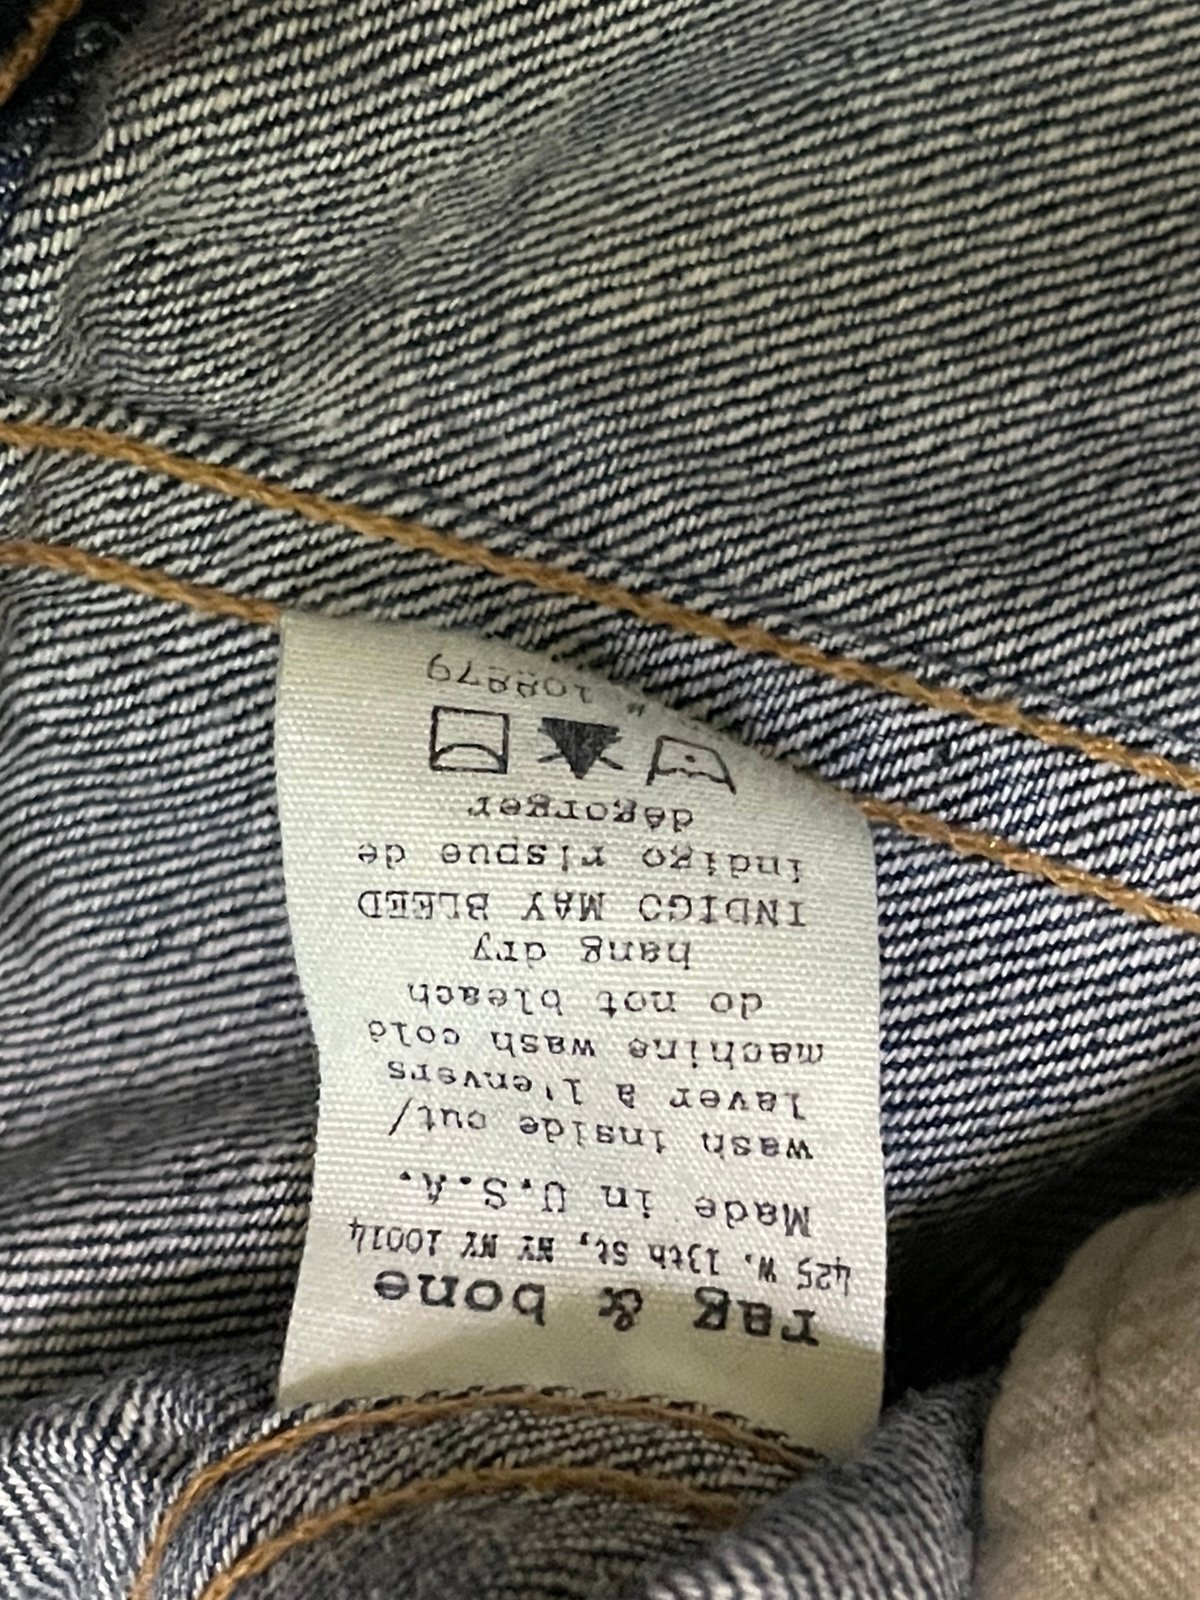 rag & bone
425 W. 13th St, NY NY 10014
Made in U.S.A.
wash inside out/
laver à l'envers
machine wash cold
do not bleach
hang dry
INDIGO MAY BLEED
indigo rispue de
dégorger
108879